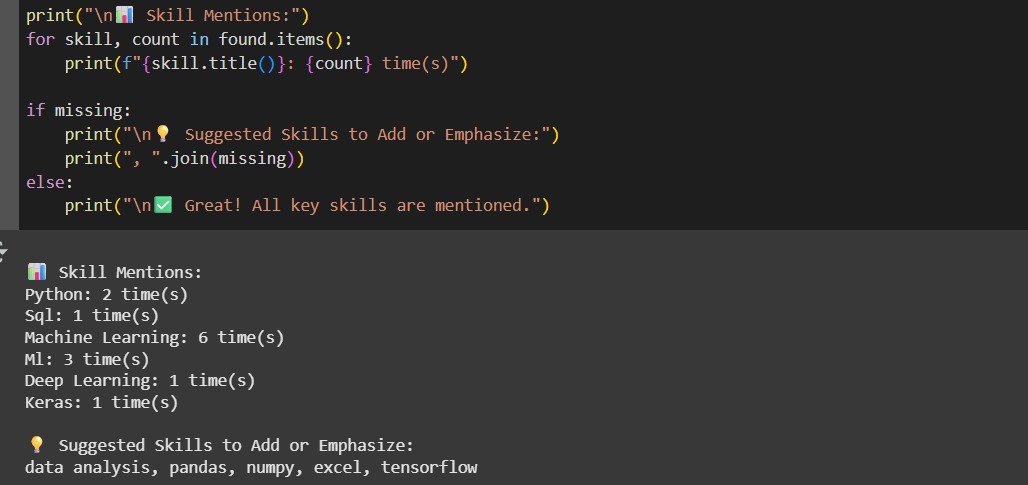 print("\n📊 Skill Mentions:")
for skill, count in found.items():
    print(f"{skill.title()}: {count} time(s)")

if missing:
    print("\n💡 Suggested Skills to Add or Emphasize:")
    print(", ".join(missing))
else:
    print("\n✅ Great! All key skills are mentioned.")

📊 Skill Mentions:
Python: 2 time(s)
Sql: 1 time(s)
Machine Learning: 6 time(s)
Ml: 3 time(s)
Deep Learning: 1 time(s)
Keras: 1 time(s)

💡 Suggested Skills to Add or Emphasize:
data analysis, pandas, numpy, excel, tensorflow